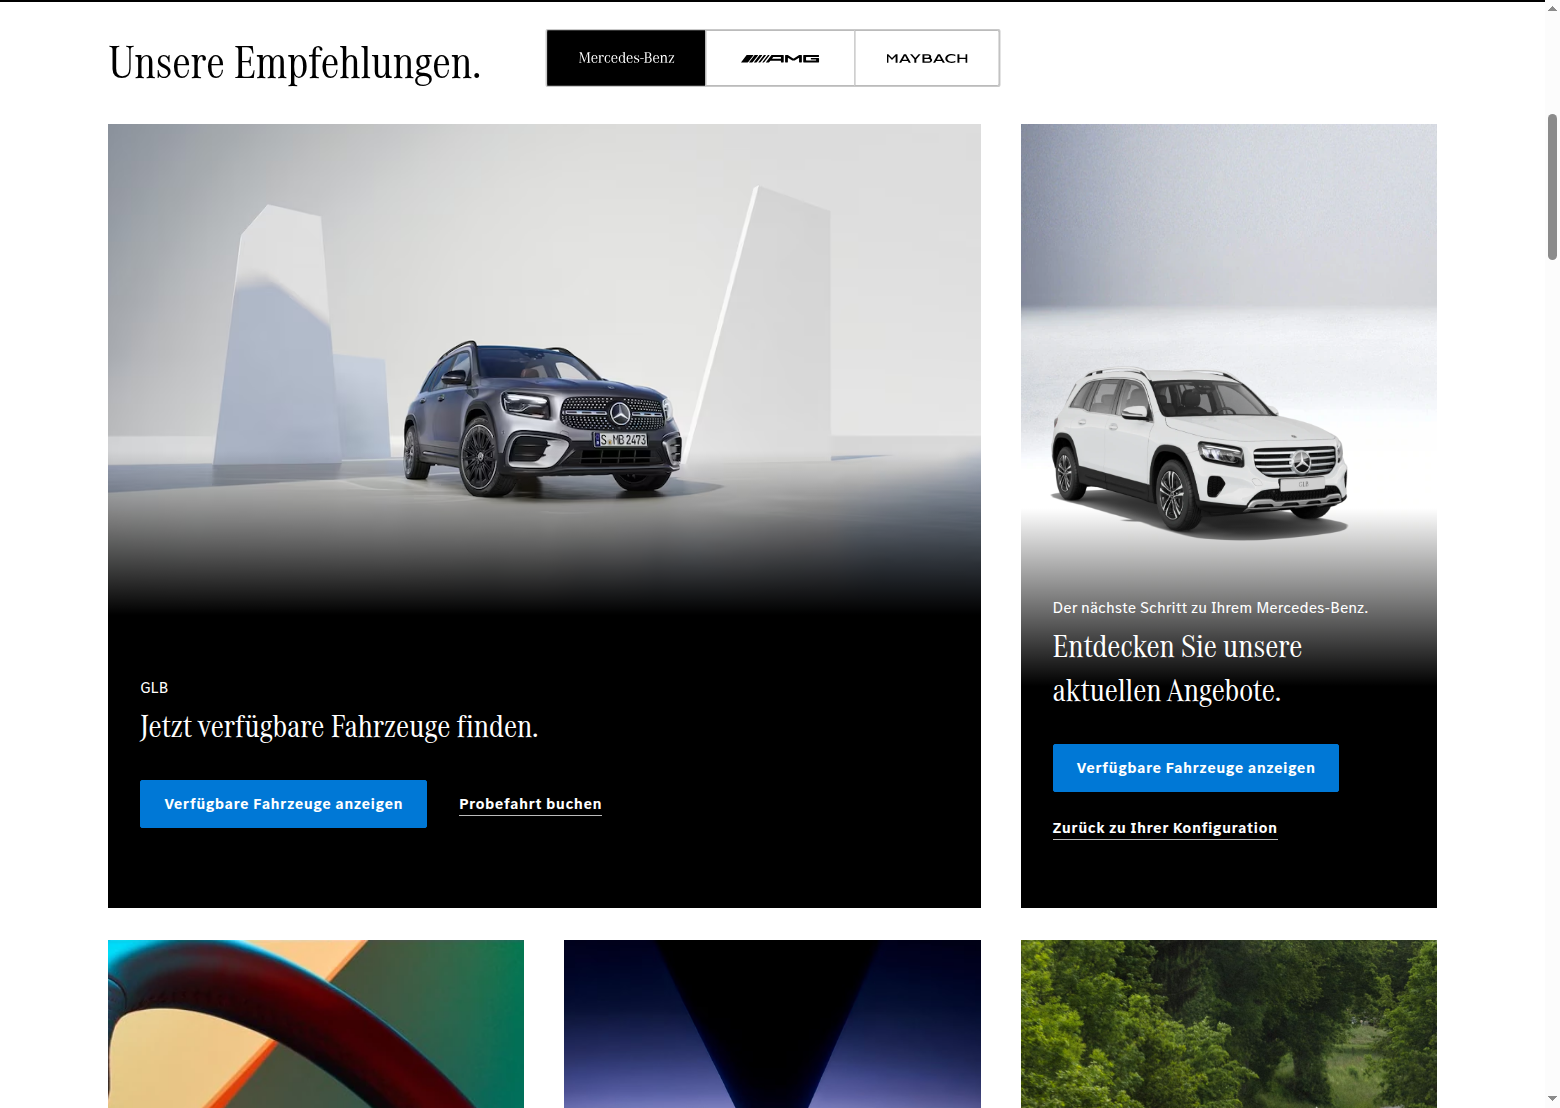 Unsere Empfehlungen.
Mercedes-Benz
AMG
MAYBACH
S MB 2473
GLB
Jetzt verfügbare Fahrzeuge finden.
Verfügbare Fahrzeuge anzeigen
Probefahrt buchen
GLB
Der nächste Schritt zu Ihrem Mercedes-Benz.
Entdecken Sie unsere
aktuellen Angebote.
Verfügbare Fahrzeuge anzeigen
Zurück zu Ihrer Konfiguration